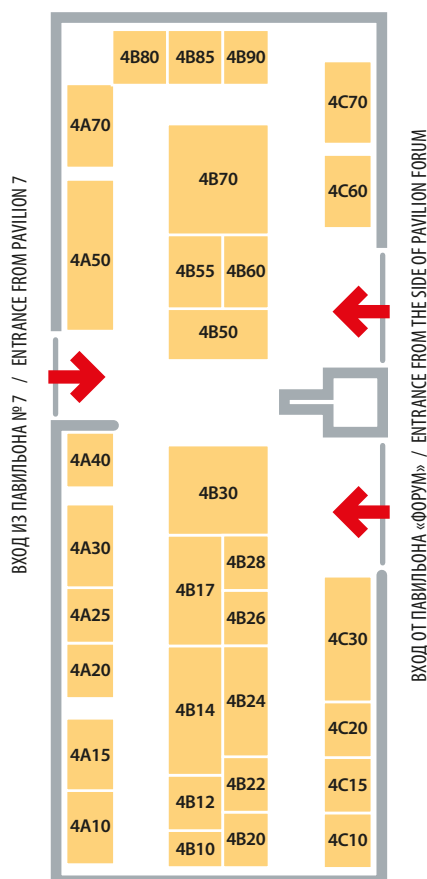 4B80 4B85 4B90
4C70
4A70
4B70
4C60
4A50
4B55 4B60
4B50
4A40
4B30
4A30
4B28
4B17
4A25
4B26
4C30
4A20
4B14
4B24
4C20
4A15
4B22
4C15
4B12
4A10
4B20
4C10
4B10
ВХОД ИЗ ПАВИЛЬОНА № 7 / ENTRANCE FROM PAVILION 7
ВХОД ОТ ПАВИЛЬОНА «ФОРУМ» / ENTRANCE FROM THE SIDE OF PAVILION FORUM